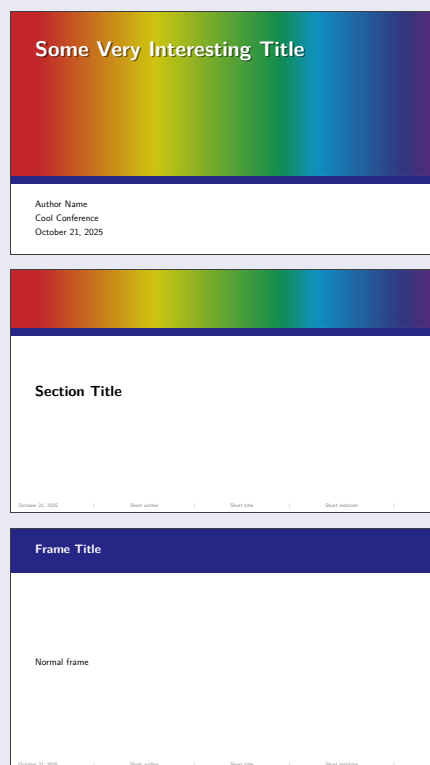 Some Very Interesting Title
Author Name
Cool Conference
October 21, 2025
Section Title
October 21, 2025 | Short author | Short title | Short institute |
Frame Title
Normal frame
October 21, 2025 | Short author | Short title | Short institute |